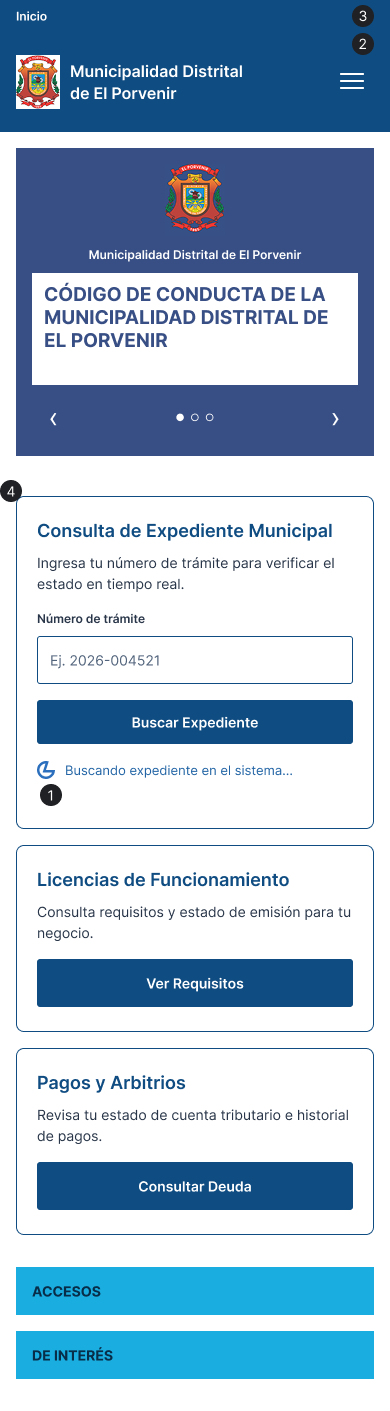 Inicio
3
2
Municipalidad Distrital
de El Porvenir
EL PORVENIR
Municipalidad Distrital de El Porvenir
CÓDIGO DE CONDUCTA DE LA
MUNICIPALIDAD DISTRITAL DE
EL PORVENIR
‹ ›
4
Consulta de Expediente Municipal
Ingresa tu número de trámite para verificar el
estado en tiempo real.
Número de trámite
Ej. 2026-004521
Buscar Expediente
Buscando expediente en el sistema...
1
Licencias de Funcionamiento
Consulta requisitos y estado de emisión para tu
negocio.
Ver Requisitos
Pagos y Arbitrios
Revisa tu estado de cuenta tributario e historial
de pagos.
Consultar Deuda
ACCESOS
DE INTERÉS